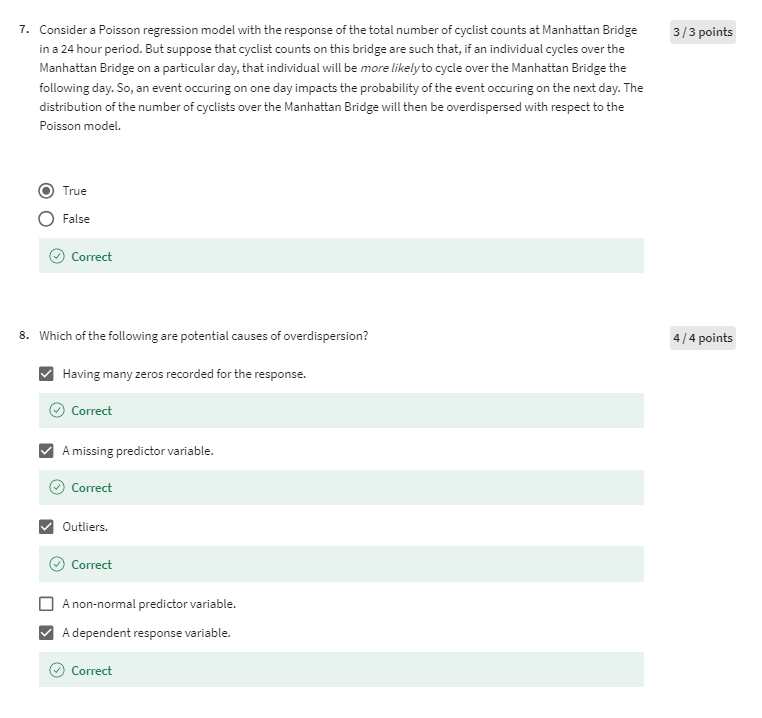 7. Consider a Poisson regression model with the response of the total number of cyclist counts at Manhattan Bridge 3 / 3 points
in a 24 hour period. But suppose that cyclist counts on this bridge are such that, if an individual cycles over the
Manhattan Bridge on a particular day, that individual will be more likely to cycle over the Manhattan Bridge the
following day. So, an event occuring on one day impacts the probability of the event occuring on the next day. The
distribution of the number of cyclists over the Manhattan Bridge will then be overdispersed with respect to the
Poisson model.
True
False
Correct
8. Which of the following are potential causes of overdispersion? 4 / 4 points
Having many zeros recorded for the response.
Correct
A missing predictor variable.
Correct
Outliers.
Correct
A non-normal predictor variable.
A dependent response variable.
Correct